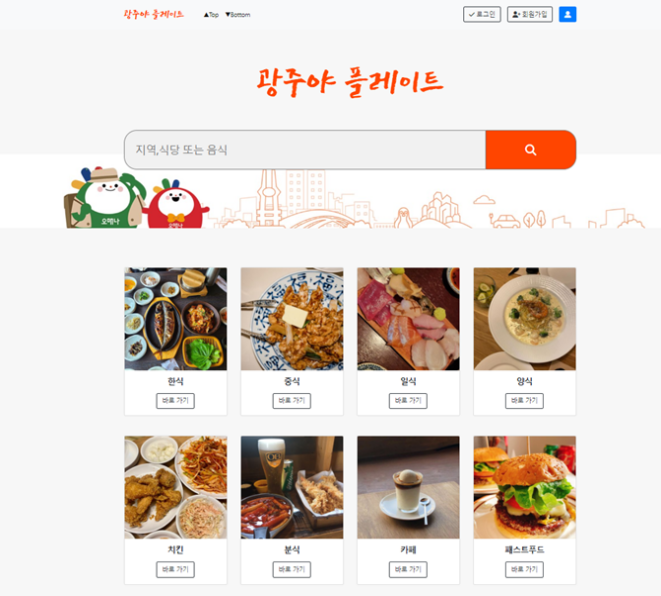 광주야 플레이트 ▲Top ▼Bottom 로그인 회원가입
광주야 플레이트
지역,식당 또는 음식
오매나
한식 중식 일식 양식
바로 가기 바로 가기 바로 가기 바로 가기
치킨 분식 카페 패스트푸드
바로 가기 바로 가기 바로 가기 바로 가기